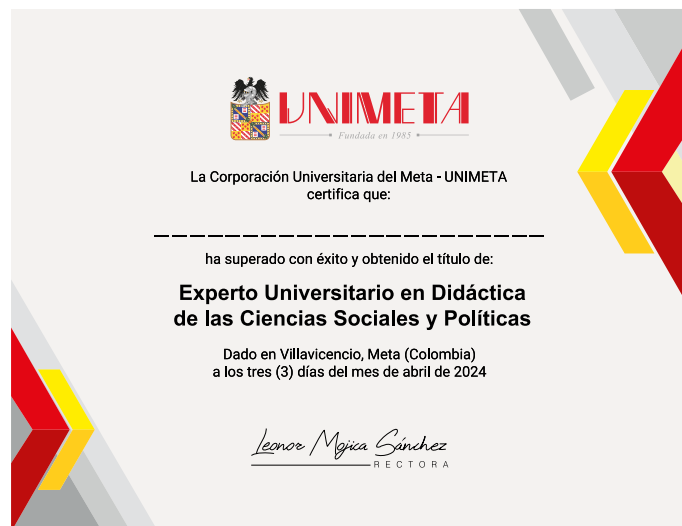 UNIMETA
Fundada en 1985
La Corporación Universitaria del Meta - UNIMETA
certifica que:
ha superado con éxito y obtenido el título de:
Experto Universitario en Didáctica
de las Ciencias Sociales y Políticas
Dado en Villavicencio, Meta (Colombia)
a los tres (3) días del mes de abril de 2024
Leonor Mojica Sánchez
RECTORA